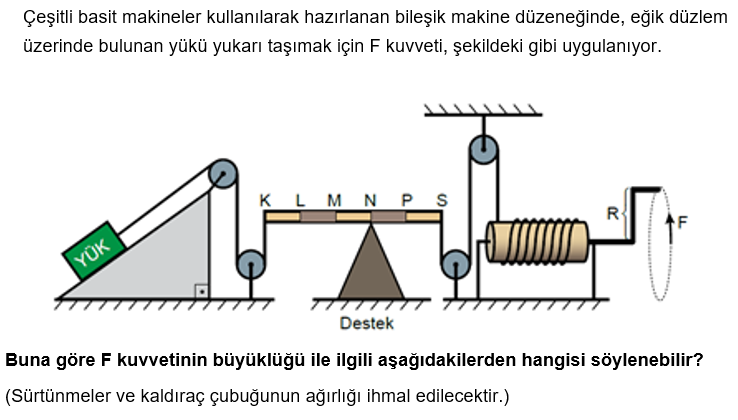 Çeşitli basit makineler kullanılarak hazırlanan bileşik makine düzeneğinde, eğik düzlem
üzerinde bulunan yükü yukarı taşımak için F kuvveti, şekildeki gibi uygulanıyor.
K L M N P S
R
F
YÜK
Destek
Buna göre F kuvvetinin büyüklüğü ile ilgili aşağıdakilerden hangisi söylenebilir?
(Sürtünmeler ve kaldıraç çubuğunun ağırlığı ihmal edilecektir.)